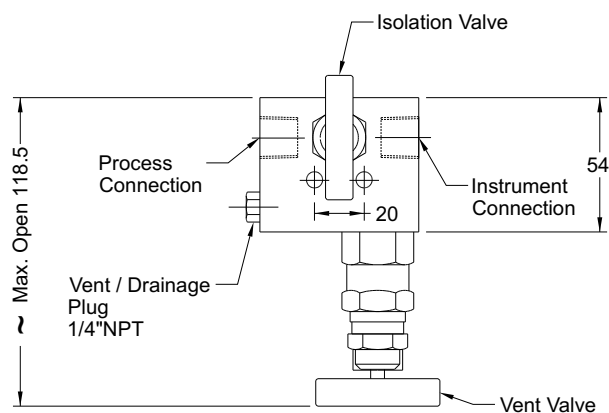 Isolation Valve
~ Max. Open 118.5
Process
Connection
54
Instrument
Connection
20
Vent / Drainage
Plug
1/4"NPT
Vent Valve